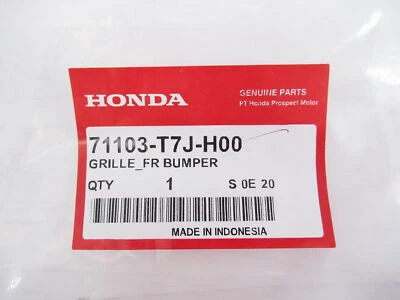 HONDA
GENUINE PARTS
PT Honda Prospect Motor
71103-T7J-H00
GRILLE_FR BUMPER
QTY 1 S 0E 20
MADE IN INDONESIA